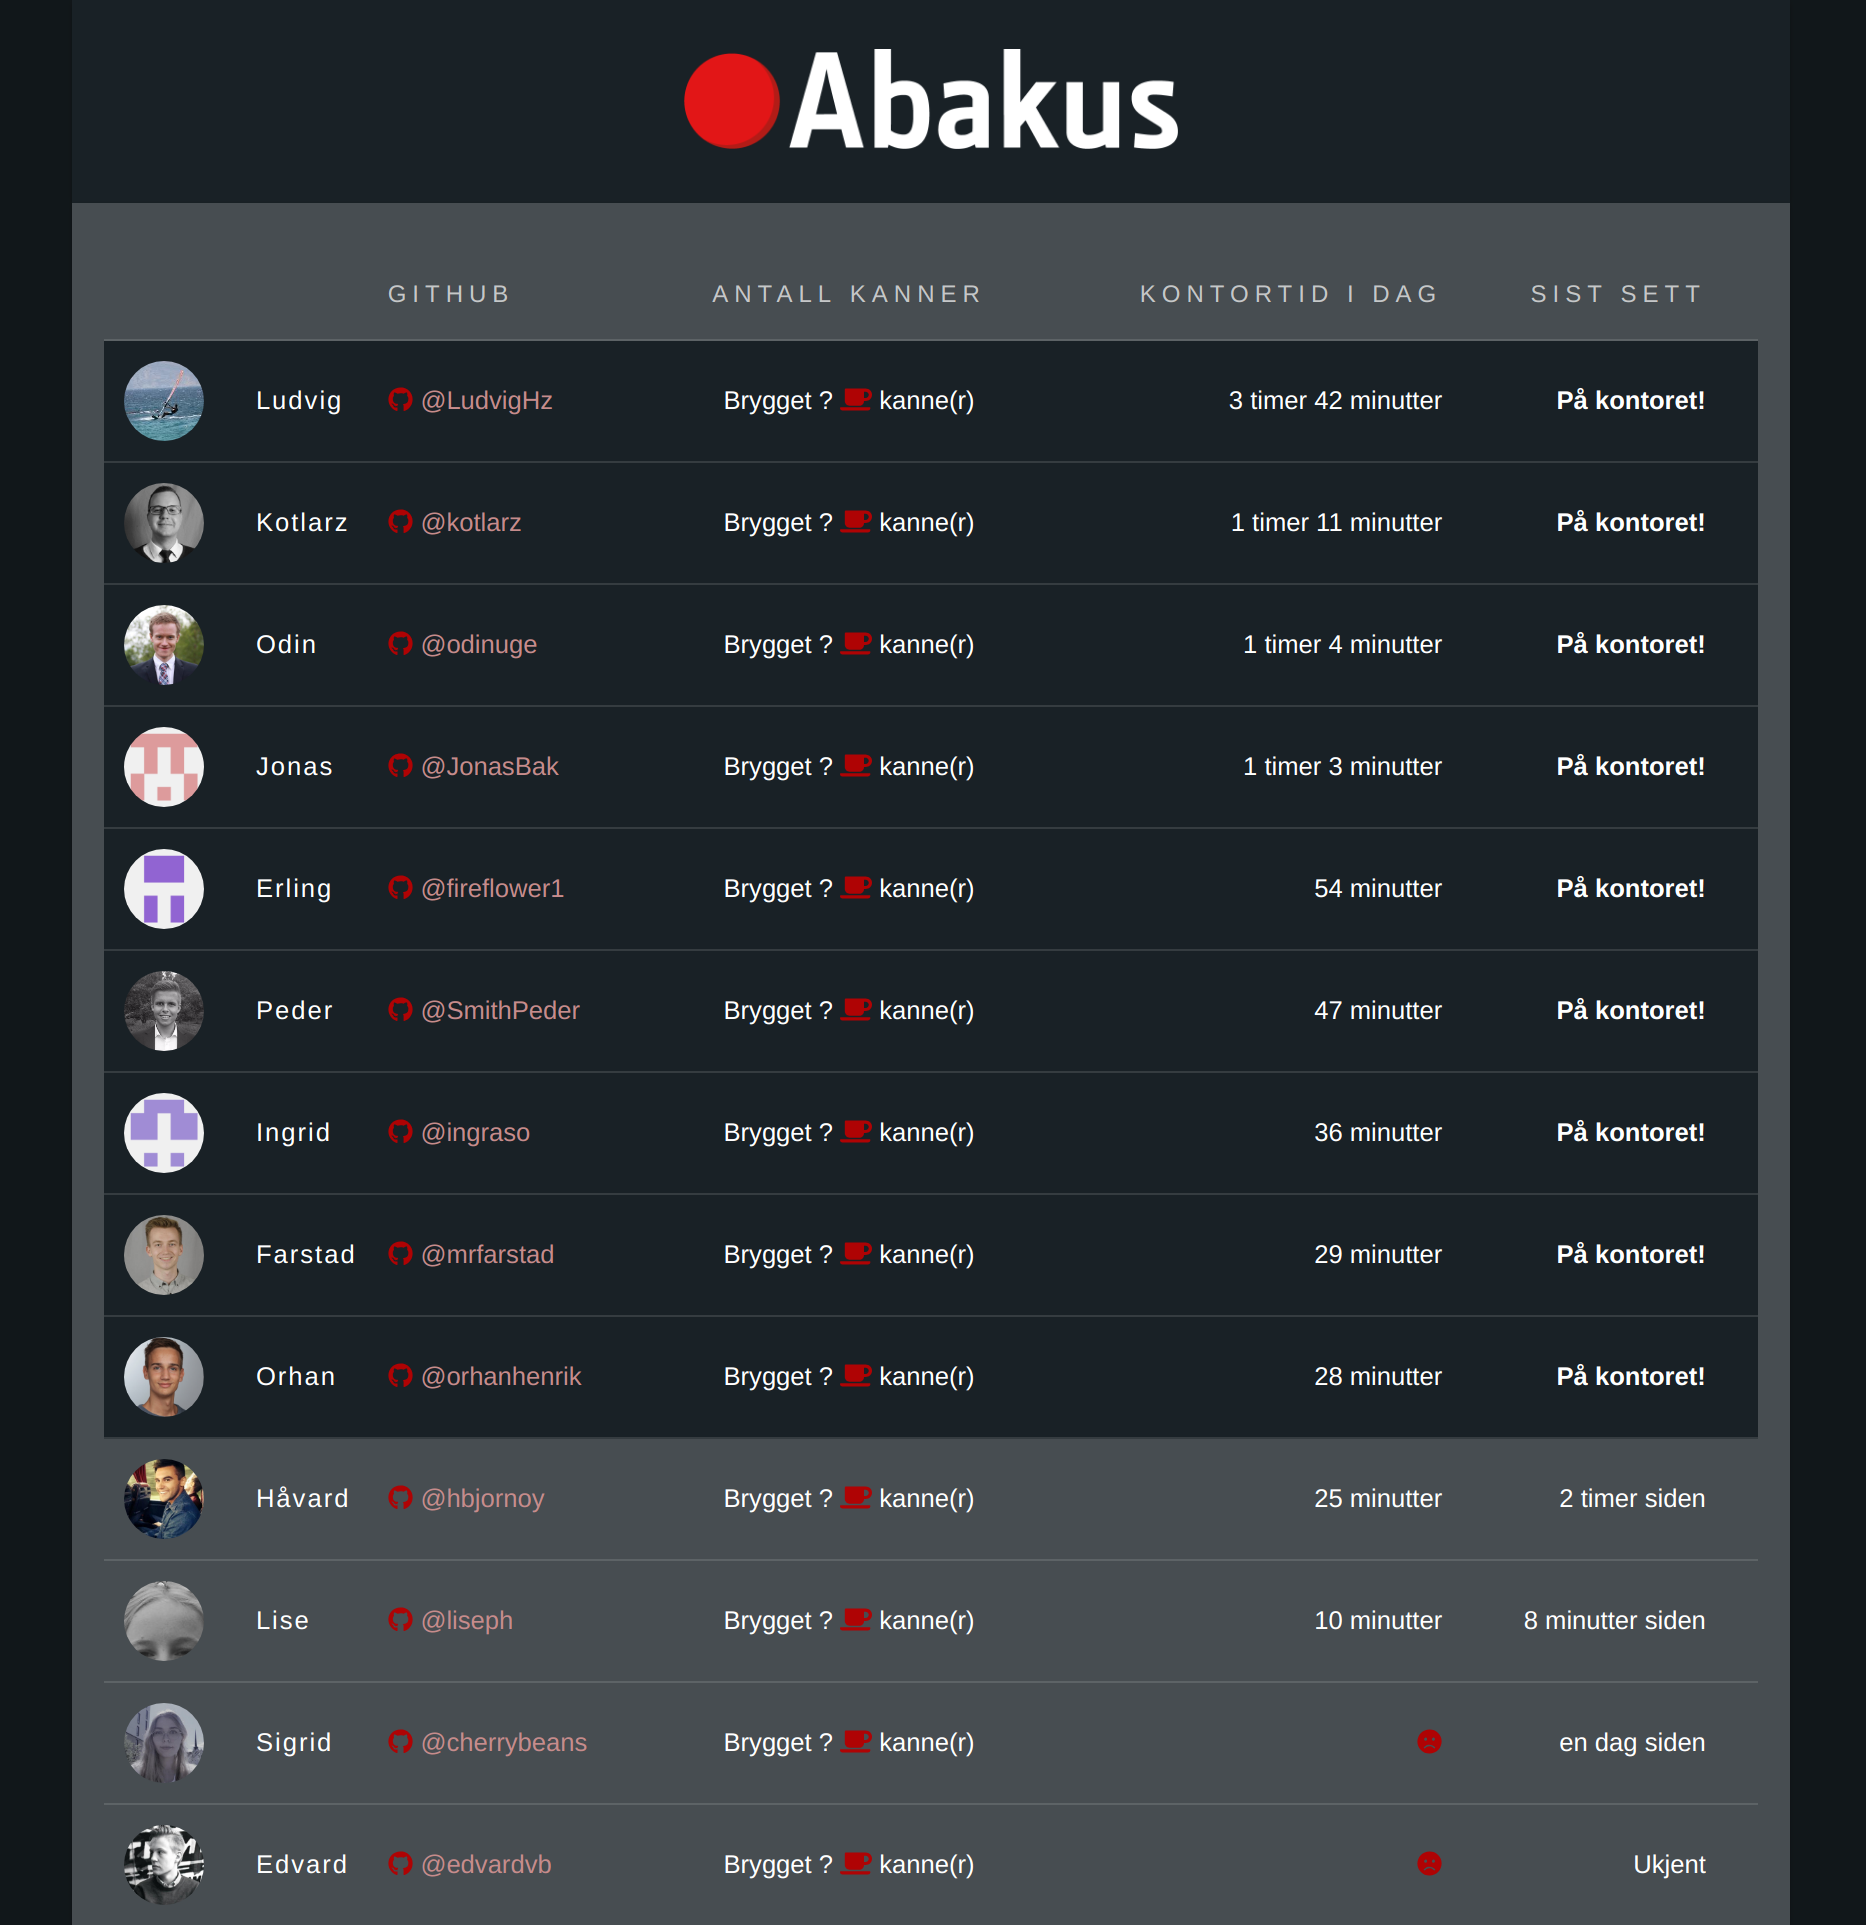 Abakus
GITHUB ANTALL KANNER KONTORTID I DAG SIST SETT
Ludvig @LudvigHz Brygget ? kanne(r) 3 timer 42 minutter På kontoret!
Kotlarz @kotlarz Brygget ? kanne(r) 1 timer 11 minutter På kontoret!
Odin @odinuge Brygget ? kanne(r) 1 timer 4 minutter På kontoret!
Jonas @JonasBak Brygget ? kanne(r) 1 timer 3 minutter På kontoret!
Erling @fireflower1 Brygget ? kanne(r) 54 minutter På kontoret!
Peder @SmithPeder Brygget ? kanne(r) 47 minutter På kontoret!
Ingrid @ingraso Brygget ? kanne(r) 36 minutter På kontoret!
Farstad @mrfarstad Brygget ? kanne(r) 29 minutter På kontoret!
Orhan @orhanhenrik Brygget ? kanne(r) 28 minutter På kontoret!
Håvard @hbjornoy Brygget ? kanne(r) 25 minutter 2 timer siden
Lise @liseph Brygget ? kanne(r) 10 minutter 8 minutter siden
Sigrid @cherrybeans Brygget ? kanne(r) en dag siden
Edvard @edvardvb Brygget ? kanne(r) Ukjent